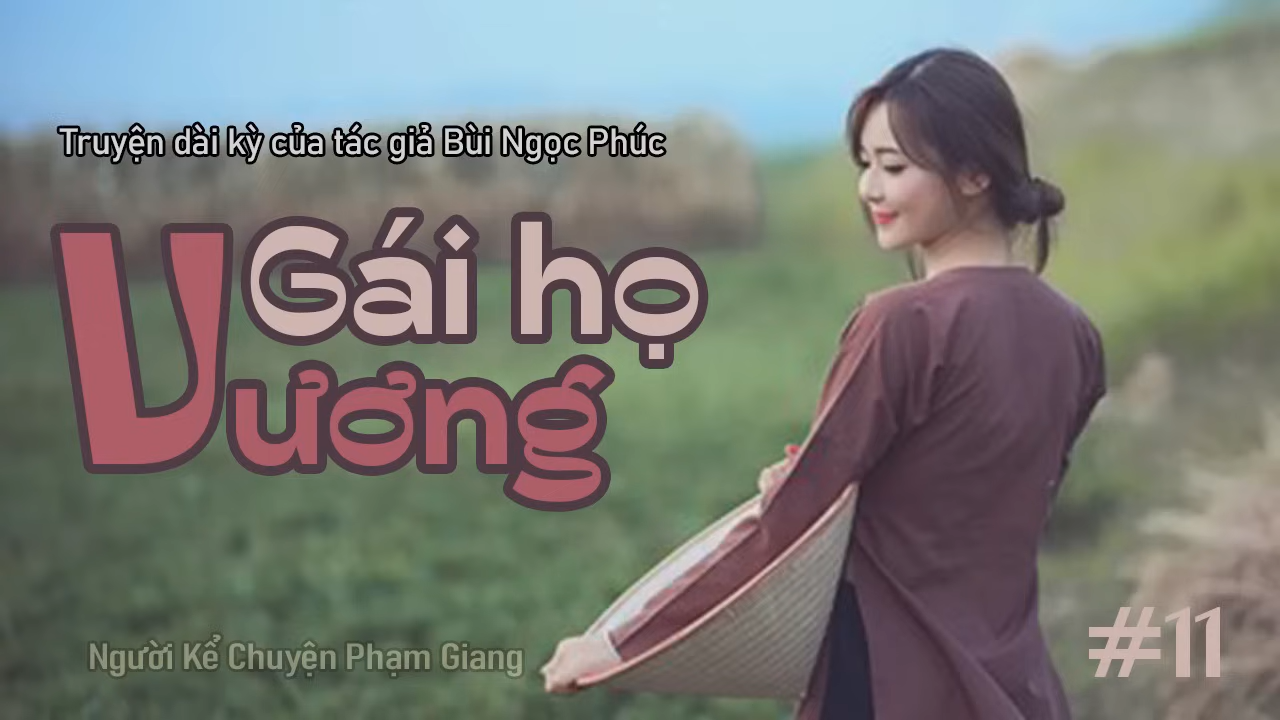 Truyện dài kỳ của tác giả Bùi Ngọc Phúc
Gái họ
Vương
Người Kể Chuyện Phạm Giang
#11